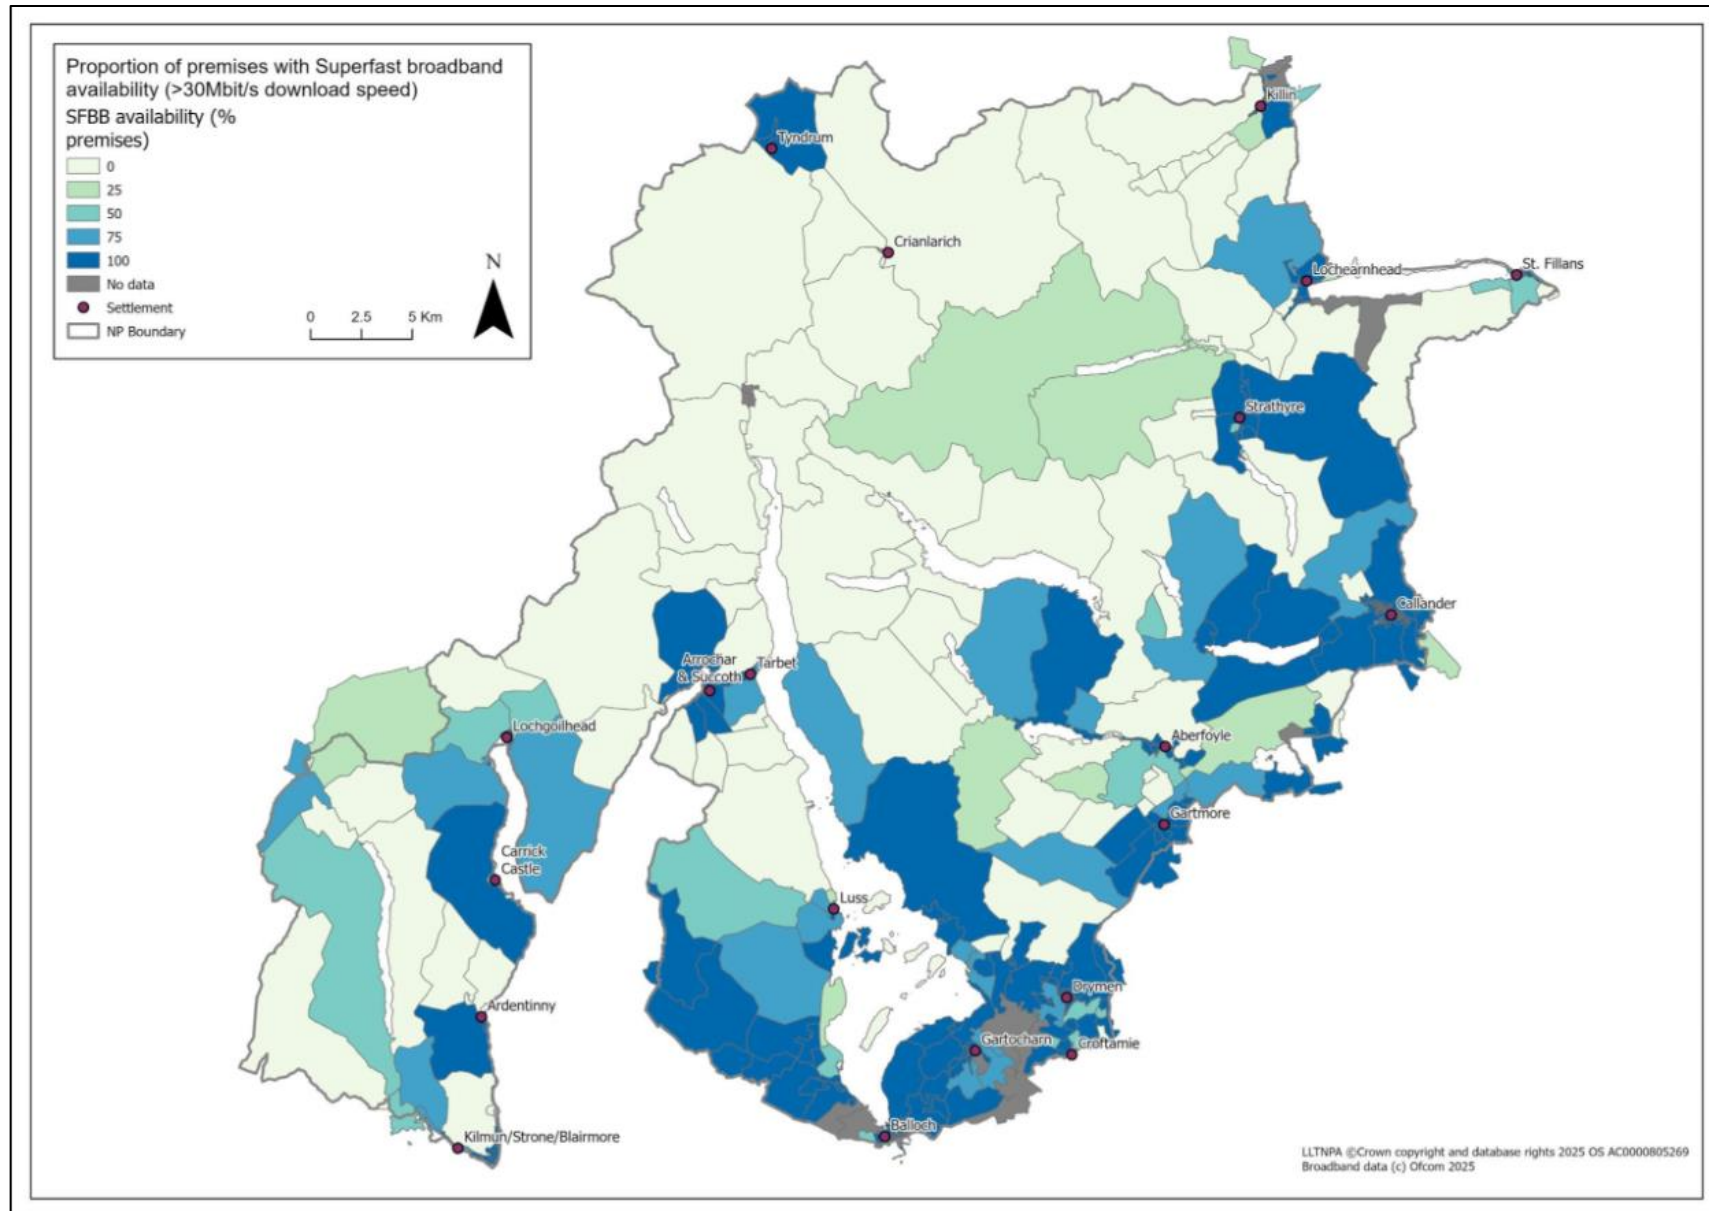 Proportion of premises with Superfast broadband
availability (>30Mbit/s download speed)
SFBB availability (%
premises)
0
25
50
75
100
No data
Settlement
NP Boundary
N
0 2.5 5 Km
Killin
Tyndrum
Crianlarich
Lochearnhead
St. Fillans
Strathyre
Callander
Arrochar
& Succoth
Tarbet
Lochgoilhead
Aberfoyle
Gartmore
Carrick
Castle
Luss
Drymen
Ardentinny
Gartocharn
Croftamie
Balloch
Kilmun/Strone/Blairmore
LLTNPA ©Crown copyright and database rights 2025 OS AC0000805269
Broadband data (c) Ofcom 2025